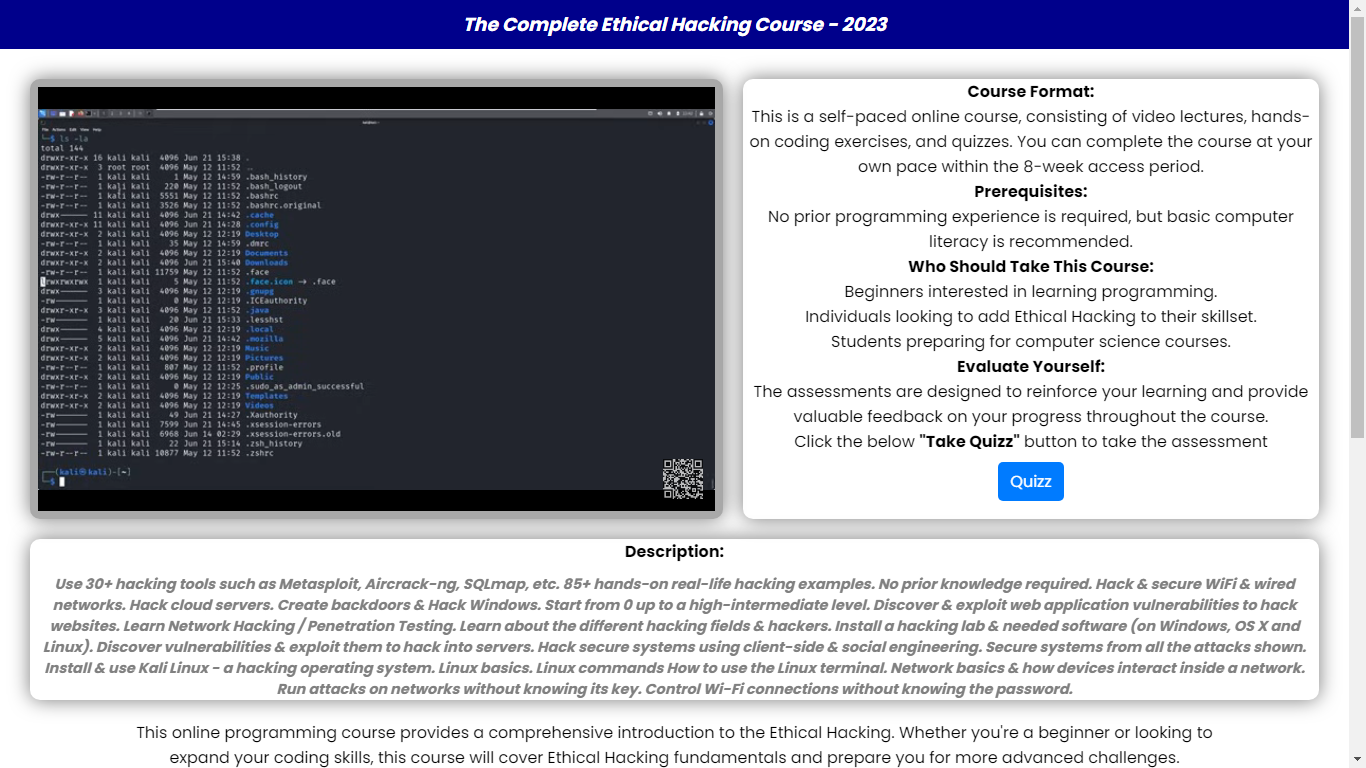 The Complete Ethical Hacking Course - 2023
File Actions Edit View Help
$ ls -la
total 144
drwxr-xr-x 16 kali kali 4096 Jun 21 15:38 .
drwxr-xr-x 3 root root 4096 May 12 11:52 ..
-rw-r--r-- 1 kali kali 1 May 12 14:59 .bash_history
-rw-r--r-- 1 kali kali 220 May 12 11:52 .bash_logout
-rw-r--r-- 1 kali kali 5551 May 12 11:52 .bashrc
-rw-r--r-- 1 kali kali 3526 May 12 11:52 .bashrc.original
drwx------ 11 kali kali 4096 Jun 21 14:42 .cache
drwxr-xr-x 11 kali kali 4096 Jun 21 14:28 .config
drwxr-xr-x 2 kali kali 4096 May 12 12:19 Desktop
-rw-r--r-- 1 kali kali 35 May 12 14:59 .dmrc
drwxr-xr-x 2 kali kali 4096 May 12 12:19 Documents
drwxr-xr-x 2 kali kali 4096 Jun 21 15:40 Downloads
-rw-r--r-- 1 kali kali 11759 May 12 11:52 .face
lrwxrwxrwx 1 kali kali 5 May 12 11:52 .face.icon → .face
drwx------ 3 kali kali 4096 May 12 12:19 .gnupg
-rw------- 1 kali kali 0 May 12 12:19 .ICEauthority
drwxr-xr-x 3 kali kali 4096 May 12 11:52 .java
-rw------- 1 kali kali 20 Jun 21 15:33 .lesshst
drwx------ 4 kali kali 4096 May 12 12:19 .local
drwx------ 5 kali kali 4096 Jun 21 14:42 .mozilla
drwxr-xr-x 2 kali kali 4096 May 12 12:19 Music
drwxr-xr-x 2 kali kali 4096 May 12 12:19 Pictures
-rw-r--r-- 1 kali kali 807 May 12 11:52 .profile
drwxr-xr-x 2 kali kali 4096 May 12 12:19 Public
-rw-r--r-- 1 kali kali 0 May 12 12:25 .sudo_as_admin_successful
drwxr-xr-x 2 kali kali 4096 May 12 12:19 Templates
drwxr-xr-x 2 kali kali 4096 May 12 12:19 Videos
-rw------- 1 kali kali 49 Jun 21 14:27 .Xauthority
-rw------- 1 kali kali 7599 Jun 21 14:45 .xsession-errors
-rw------- 1 kali kali 6968 Jun 14 02:29 .xsession-errors.old
-rw------- 1 kali kali 22 Jun 21 15:14 .zsh_history
-rw-r--r-- 1 kali kali 10877 May 12 11:52 .zshrc
(kali㉿kali)-[~]
$
Course Format:
This is a self-paced online course, consisting of video lectures, hands-
on coding exercises, and quizzes. You can complete the course at your
own pace within the 8-week access period.
Prerequisites:
No prior programming experience is required, but basic computer
literacy is recommended.
Who Should Take This Course:
Beginners interested in learning programming.
Individuals looking to add Ethical Hacking to their skillset.
Students preparing for computer science courses.
Evaluate Yourself:
The assessments are designed to reinforce your learning and provide
valuable feedback on your progress throughout the course.
Click the below "Take Quizz" button to take the assessment
Quizz
Description:
Use 30+ hacking tools such as Metasploit, Aircrack-ng, SQLmap, etc. 85+ hands-on real-life hacking examples. No prior knowledge required. Hack & secure WiFi & wired
networks. Hack cloud servers. Create backdoors & Hack Windows. Start from 0 up to a high-intermediate level. Discover & exploit web application vulnerabilities to hack
websites. Learn Network Hacking / Penetration Testing. Learn about the different hacking fields & hackers. Install a hacking lab & needed software (on Windows, OS X and
Linux). Discover vulnerabilities & exploit them to hack into servers. Hack secure systems using client-side & social engineering. Secure systems from all the attacks shown.
Install & use Kali Linux - a hacking operating system. Linux basics. Linux commands How to use the Linux terminal. Network basics & how devices interact inside a network.
Run attacks on networks without knowing its key. Control Wi-Fi connections without knowing the password.
This online programming course provides a comprehensive introduction to the Ethical Hacking. Whether you're a beginner or looking to
expand your coding skills, this course will cover Ethical Hacking fundamentals and prepare you for more advanced challenges.